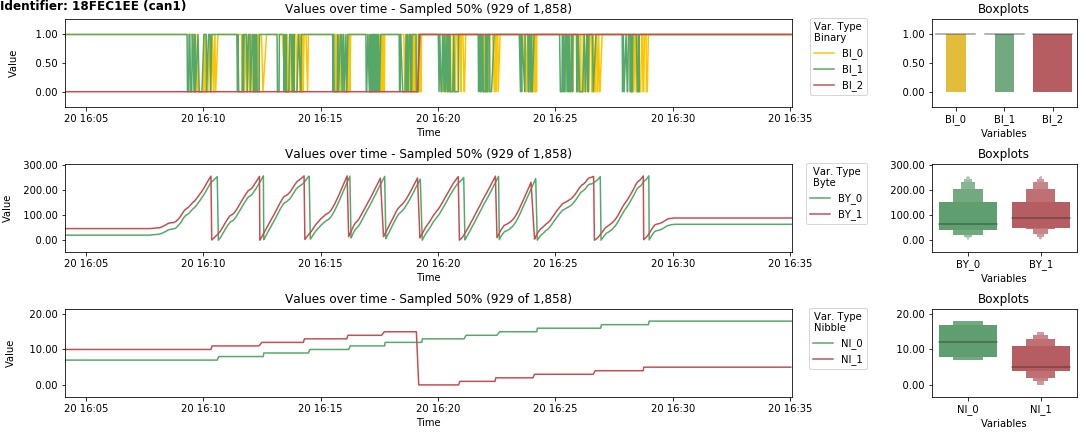 Identifier: 18FEC1EE (can1)
Values over time - Sampled 50% (929 of 1,858)
Boxplots
Value
1.00
0.50
0.00
20 16:05
20 16:10
20 16:15
20 16:20
20 16:25
20 16:30
20 16:35
Time
Var. Type
Binary
BI_0
BI_1
BI_2
1.00
0.50
0.00
BI_0
BI_1
BI_2
Variables
Values over time - Sampled 50% (929 of 1,858)
Boxplots
Value
300.00
200.00
100.00
0.00
20 16:05
20 16:10
20 16:15
20 16:20
20 16:25
20 16:30
20 16:35
Time
Var. Type
Byte
BY_0
BY_1
300.00
200.00
100.00
0.00
BY_0
BY_1
Variables
Values over time - Sampled 50% (929 of 1,858)
Boxplots
Value
20.00
10.00
0.00
20 16:05
20 16:10
20 16:15
20 16:20
20 16:25
20 16:30
20 16:35
Time
Var. Type
Nibble
NI_0
NI_1
20.00
10.00
0.00
NI_0
NI_1
Variables